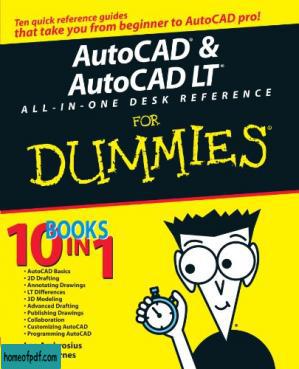 Ten quick reference guides
that take you from beginner to AutoCAD pro!
AutoCAD® &
AutoCAD LT®
ALL-IN-ONE DESK REFERENCE
FOR
DUMMIES®
10 BOOKS IN 1
• AutoCAD Basics
• 2D Drafting
• Annotating Drawings
• LT Differences
• 3D Modeling
• Advanced Drafting
• Publishing Drawings
• Collaboration
• Customizing AutoCAD
• Programming AutoCAD
homeofpdf.com